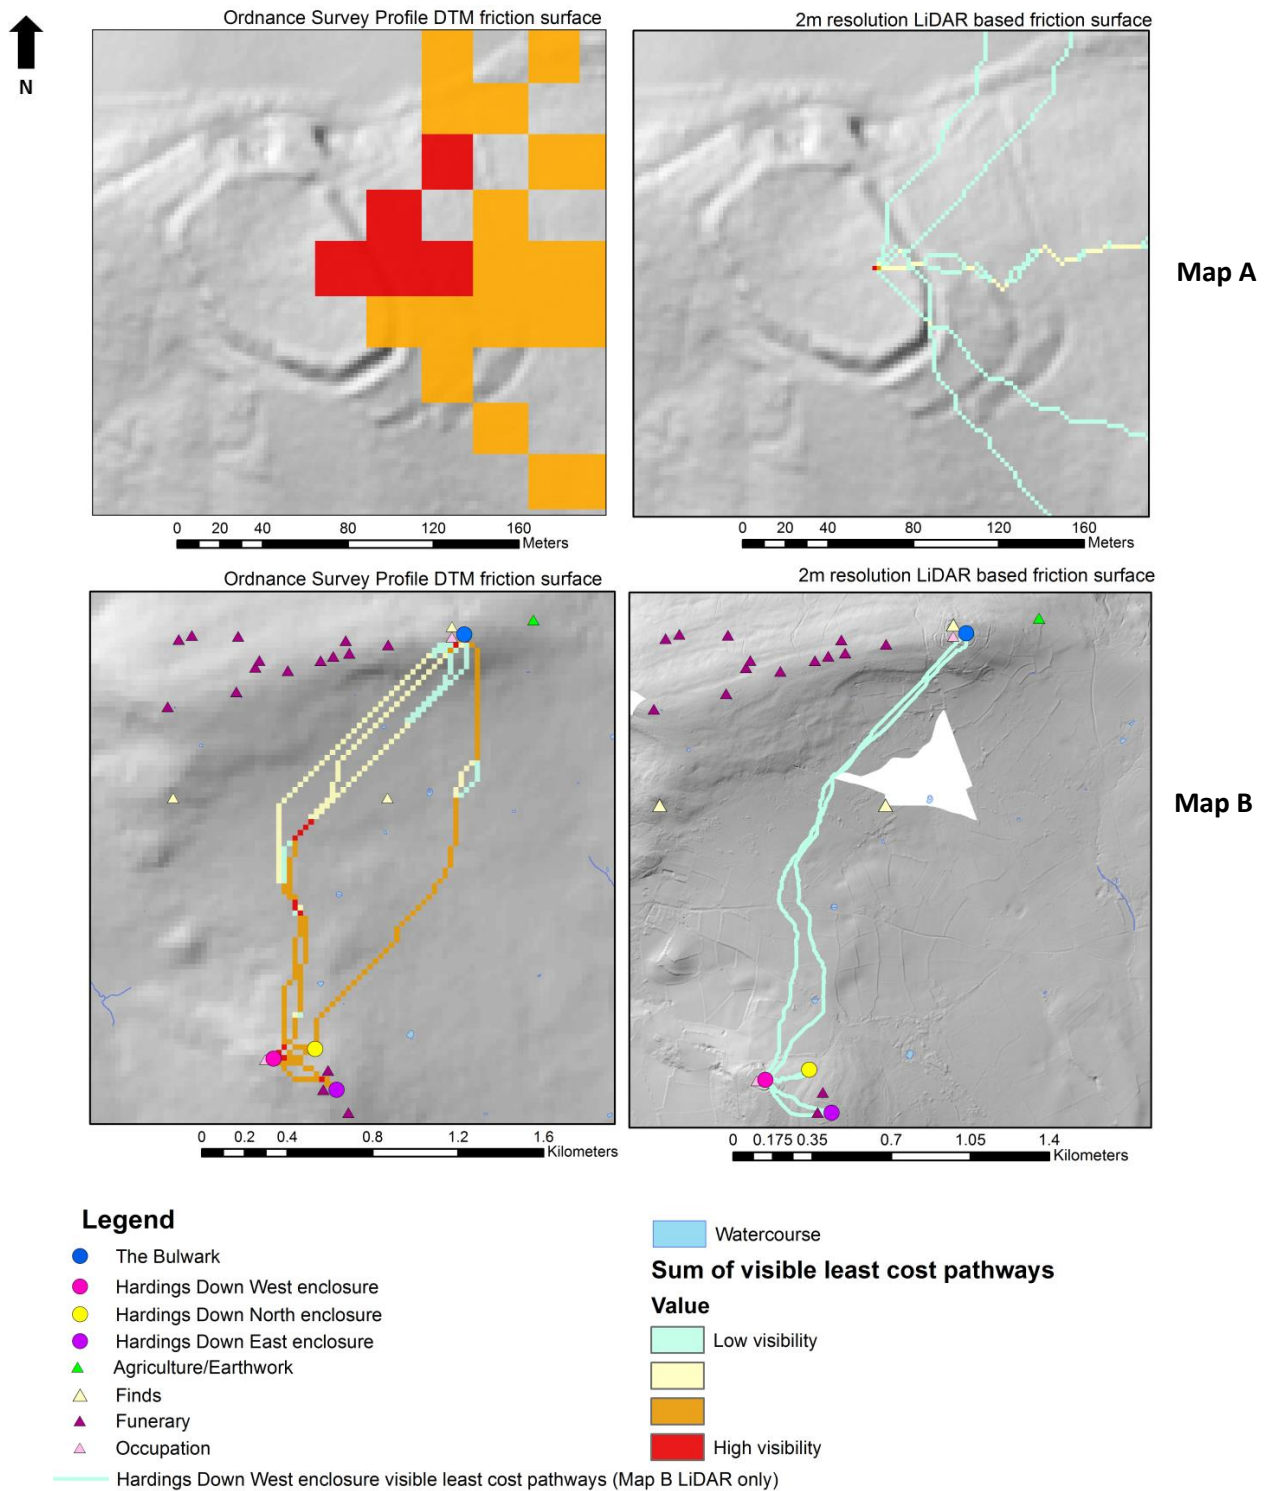 Ordnance Survey Profile DTM friction surface
2m resolution LiDAR based friction surface
N
Map A
0 20 40 80 120 160
Meters
0 20 40 80 120 160
Meters
Ordnance Survey Profile DTM friction surface
2m resolution LiDAR based friction surface
Map B
0 0.2 0.4 0.8 1.2 1.6
Kilometers
0 0.175 0.35 0.7 1.05 1.4
Kilometers
Legend
The Bulwark
Hardings Down West enclosure
Hardings Down North enclosure
Hardings Down East enclosure
Agriculture/Earthwork
Finds
Funerary
Occupation
Hardings Down West enclosure visible least cost pathways (Map B LiDAR only)
Watercourse
Sum of visible least cost pathways
Value
Low visibility
High visibility